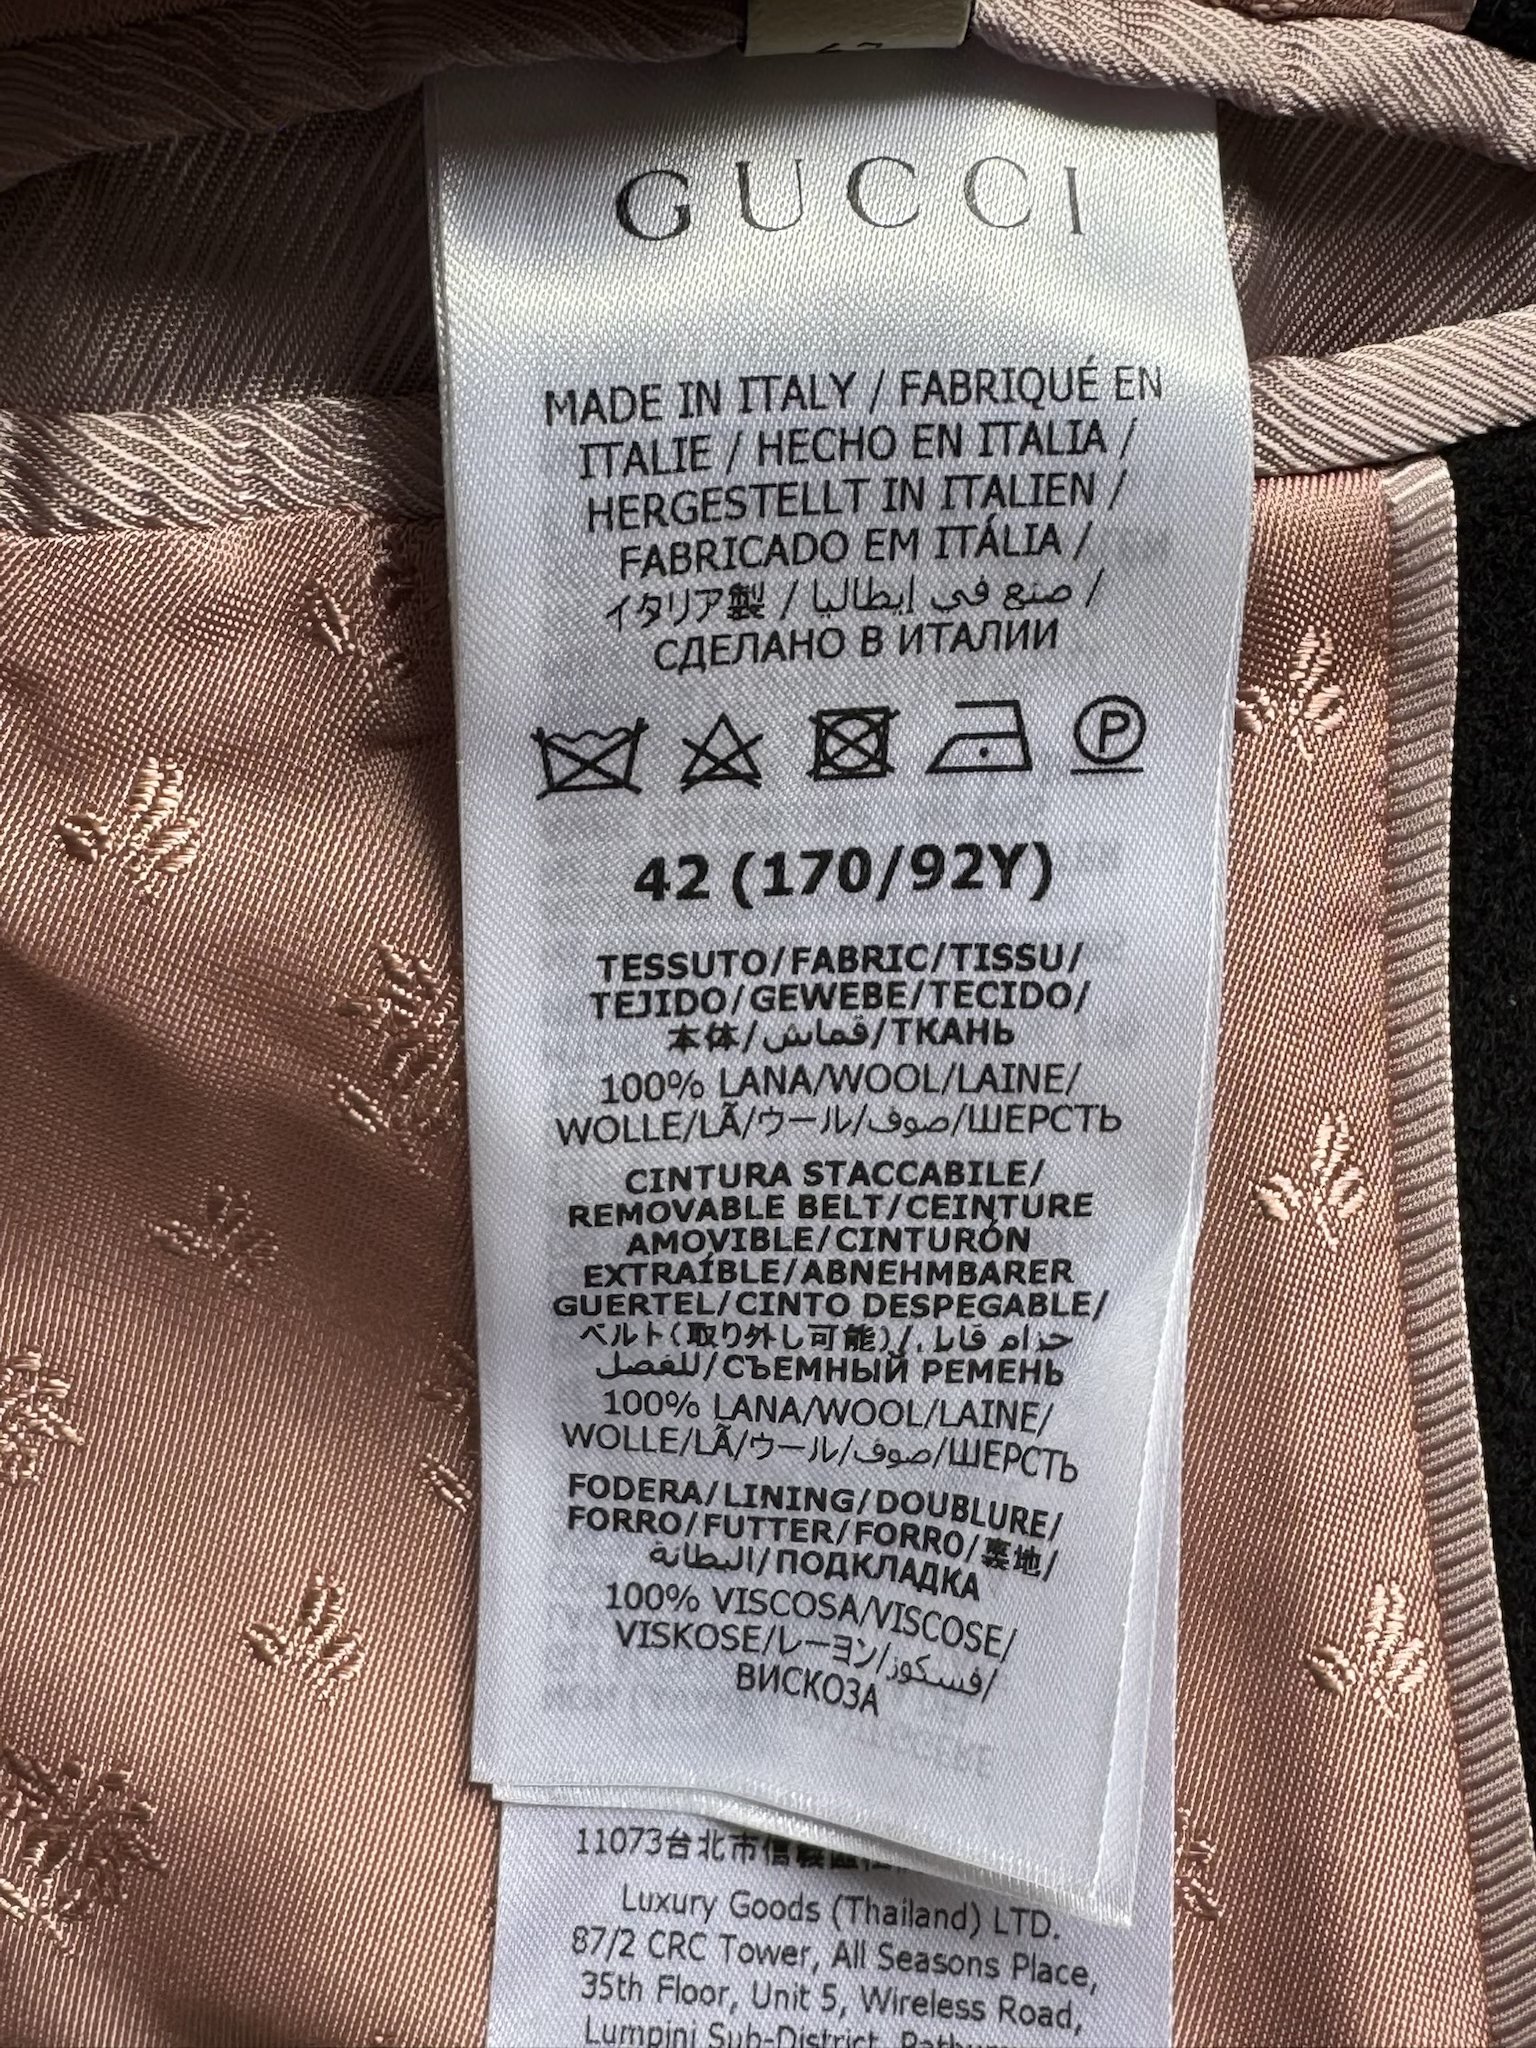 GUCCI
MADE IN ITALY / FABRIQUÉ EN
ITALIE / HECHO EN ITALIA /
HERGESTELLT IN ITALIEN /
FABRICADO EM ITÁLIA /
イタリア製 / صنع في إيطاليا /
СДЕЛАНО В ИТАЛИИ
P
42 (170/92Y)
TESSUTO/FABRIC/TISSU/
TEJIDO/GEWEBE/TECIDO/
本体/قماش/ТКАНЬ
100% LANA/WOOL/LAINE/
WOLLE/LÃ/ウール/صوف/ШЕРСТЬ
CINTURA STACCABILE/
REMOVABLE BELT/CEINTURE
AMOVIBLE/CINTURÓN
EXTRAÍBLE/ABNEHMBARER
GUERTEL/CINTO DESPEGABLE/
ベルト(取り外し可能)/حزام قابل
للفصل/СЪЕМНЫЙ РЕМЕНЬ
100% LANA/WOOL/LAINE/
WOLLE/LÃ/ウール/صوف/ШЕРСТЬ
FODERA/LINING/DOUBLURE/
FORRO/FUTTER/FORRO/裏地/
البطانة/ПОДКЛАДКА
100% VISCOSA/VISCOSE/
VISKOSE/レーヨン/فسكوز/
ВИСКОЗА
11073台北市信義區
Luxury Goods (Thailand) LTD.
87/2 CRC Tower, All Seasons Place,
35th Floor, Unit 5, Wireless Road,
Lumpini Sub-District,